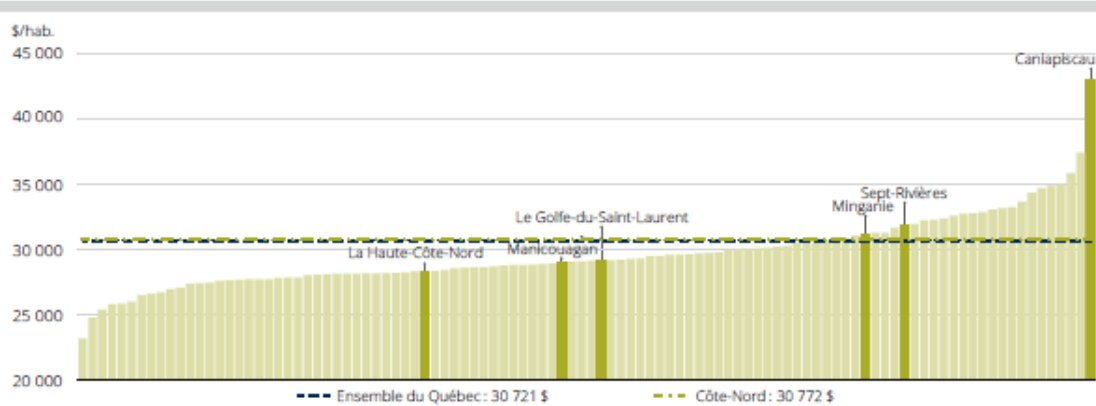 $/hab.
45 000
Caniapiscau
40 000
35 000
Sept-Rivières
Minganie
Le Golfe-du-Saint-Laurent
30 000
La Haute-Côte-Nord
Manicouagan
25 000
20 000
Ensemble du Québec : 30 721 $
Côte-Nord : 30 772 $